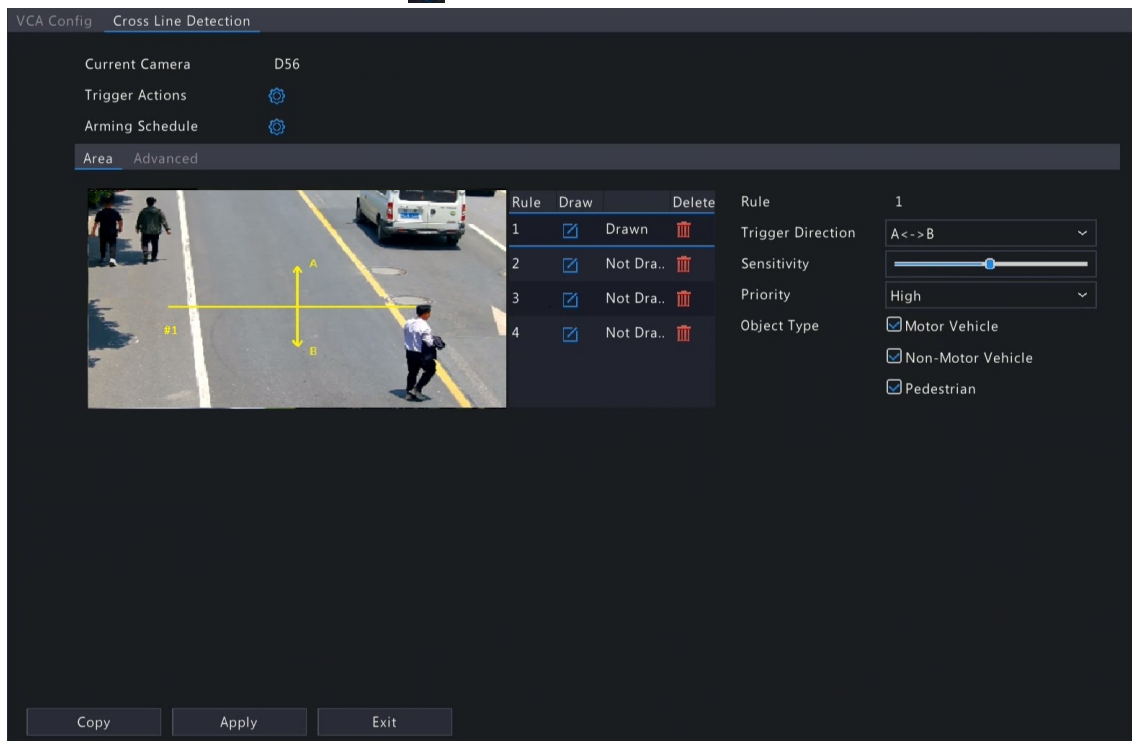 VCA Config Cross Line Detection
Current Camera D56
Trigger Actions
Arming Schedule
Area Advanced
Rule Draw Delete
1 Drawn
2 Not Dra..
3 Not Dra..
4 Not Dra..
A
#1
B
Rule 1
Trigger Direction A<->B
Sensitivity
Priority High
Object Type Motor Vehicle
Non-Motor Vehicle
Pedestrian
Copy Apply Exit